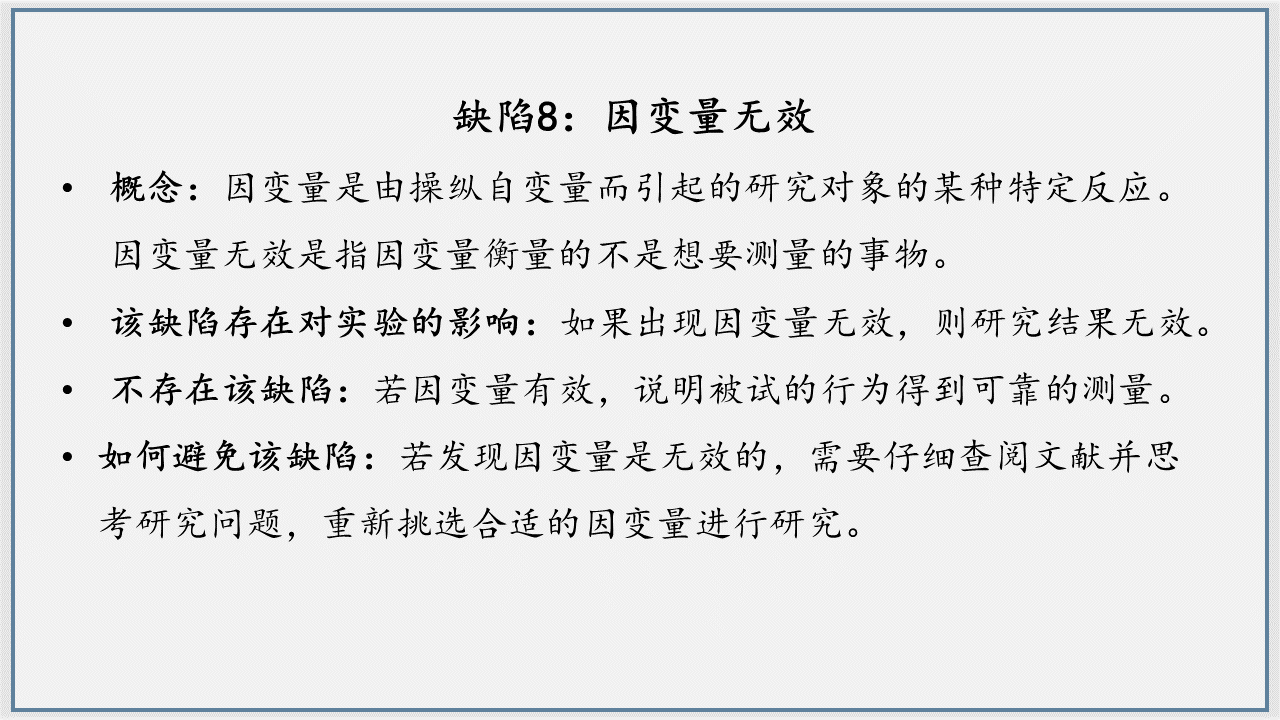 缺陷8：因变量无效
• 概念：因变量是由操纵自变量而引起的研究对象的某种特定反应。
因变量无效是指因变量衡量的不是想要测量的事物。
• 该缺陷存在对实验的影响：如果出现因变量无效，则研究结果无效。
• 不存在该缺陷：若因变量有效，说明被试的行为得到可靠的测量。
• 如何避免该缺陷：若发现因变量是无效的，需要仔细查阅文献并思
考研究问题，重新挑选合适的因变量进行研究。